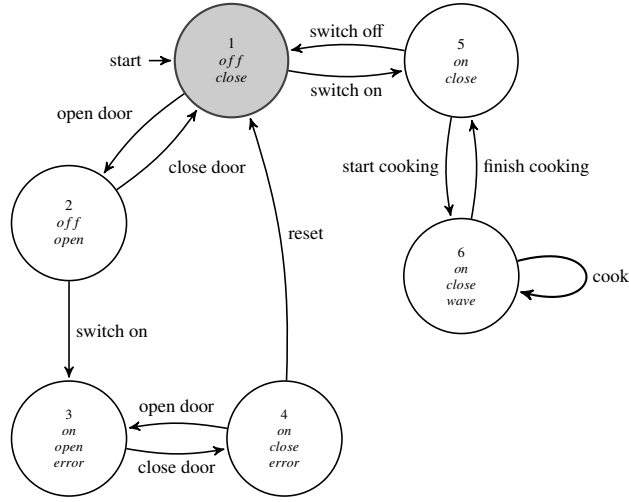 switch off
1
off
close
start
5
on
close
switch on
open door
close door
start cooking
finish cooking
2
off
open
6
on
close
wave
cook
reset
switch on
3
on
open
error
open door
close door
4
on
close
error